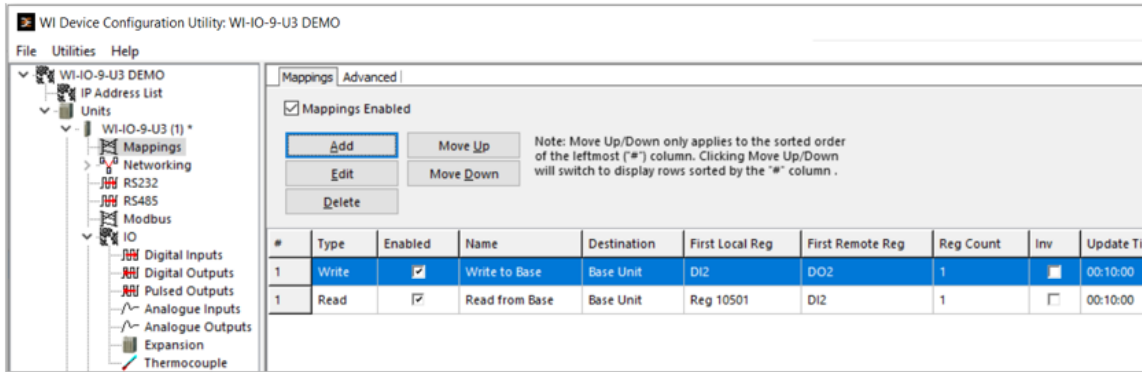 WI Device Configuration Utility: WI-IO-9-U3 DEMO
File Utilities Help
WI-IO-9-U3 DEMO
IP Address List
Units
WI-IO-9-U3 (1) *
Mappings
Networking
RS232
RS485
Modbus
IO
Digital Inputs
Digital Outputs
Pulsed Outputs
Analogue Inputs
Analogue Outputs
Expansion
Thermocouple
Mappings Advanced
Mappings Enabled
Add Move Up
Edit Move Down
Delete
Note: Move Up/Down only applies to the sorted order
of the leftmost ("#") column. Clicking Move Up/Down
will switch to display rows sorted by the "#" column .
# Type Enabled Name Destination First Local Reg First Remote Reg Reg Count Inv Update
1 Write Write to Base Base Unit DI2 DO2 1 00:10:00
1 Read Read from Base Base Unit Reg 10501 DI2 1 00:10:00